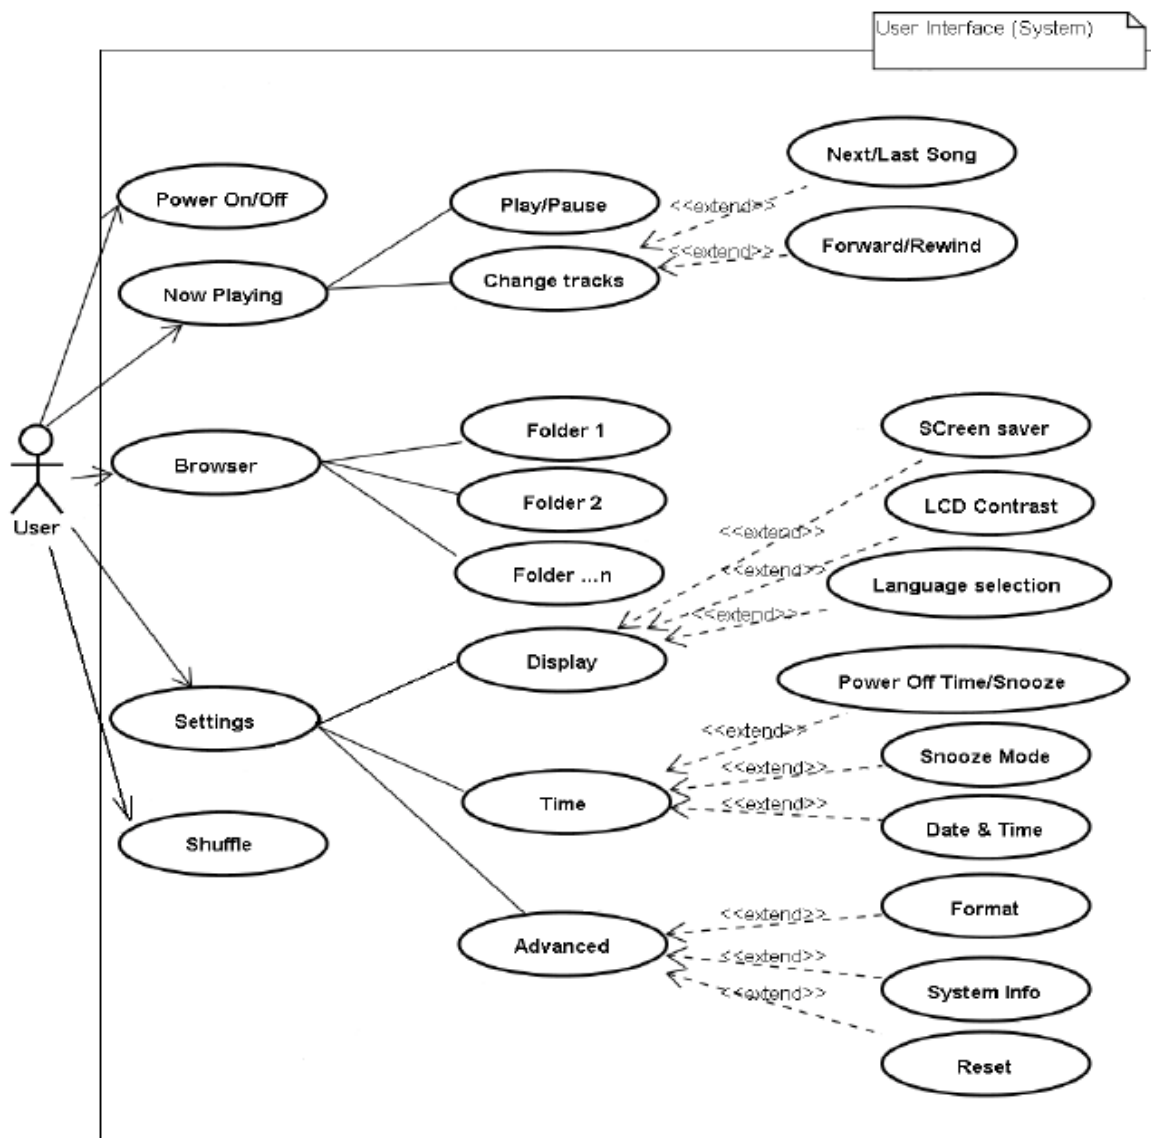 User Interface (System)
Next/Last Song
Power On/Off
Play/Pause
<<extend>>
<<extend>>
Forward/Rewind
Now Playing
Change tracks
SCreen saver
Folder 1
Browser
Folder 2
LCD Contrast
User
<<extend>>
Folder ...n
<<extend>>
Language selection
<<extend>>
Display
Power Off Time/Snooze
Settings
<<extend>>
Snooze Mode
<<extend>>
Time
<<extend>>
Date & Time
Shuffle
Format
<<extend>>
Advanced
<<extend>>
System Info
<<extend>>
Reset